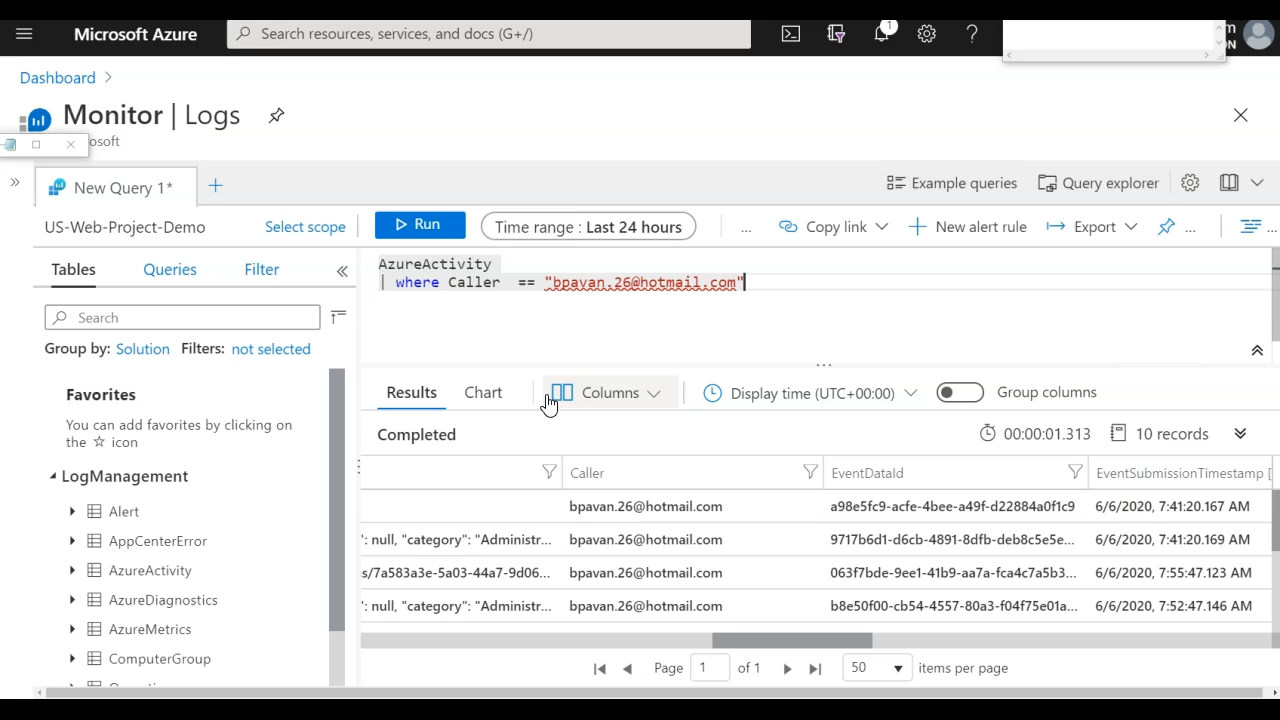 Microsoft Azure
Search resources, services, and docs (G+/)
1
m
ON
Dashboard
Monitor | Logs
osoft
New Query 1*
Example queries
Query explorer
US-Web-Project-Demo
Select scope
Run
Time range : Last 24 hours
...
Copy link
New alert rule
Export
...
...
Tables
Queries
Filter
AzureActivity
| where Caller == "bpavan.26@hotmail.com"
Search
Group by: Solution Filters: not selected
Favorites
You can add favorites by clicking on
the ☆ icon
LogManagement
Alert
AppCenterError
AzureActivity
AzureDiagnostics
AzureMetrics
ComputerGroup
Results
Chart
Columns
Display time (UTC+00:00)
Group columns
Completed
00:00:01.313
10 records
Caller
EventDataId
EventSubmissionTimestamp [
bpavan.26@hotmail.com
a98e5fc9-acfe-4bee-a49f-d22884a0f1c9
6/6/2020, 7:41:20.167 AM
': null, "category": "Administr...
bpavan.26@hotmail.com
9717b6d1-d6cb-4891-8dfb-deb8c5e5e...
6/6/2020, 7:41:20.169 AM
s/7a583a3e-5a03-44a7-9d06...
bpavan.26@hotmail.com
063f7bde-9ee1-41b9-aa7a-fca4c7a5b3...
6/6/2020, 7:55:47.123 AM
': null, "category": "Administr...
bpavan.26@hotmail.com
b8e50f00-cb54-4557-80a3-f04f75e01a...
6/6/2020, 7:52:47.146 AM
Page 1 of 1
50
items per page